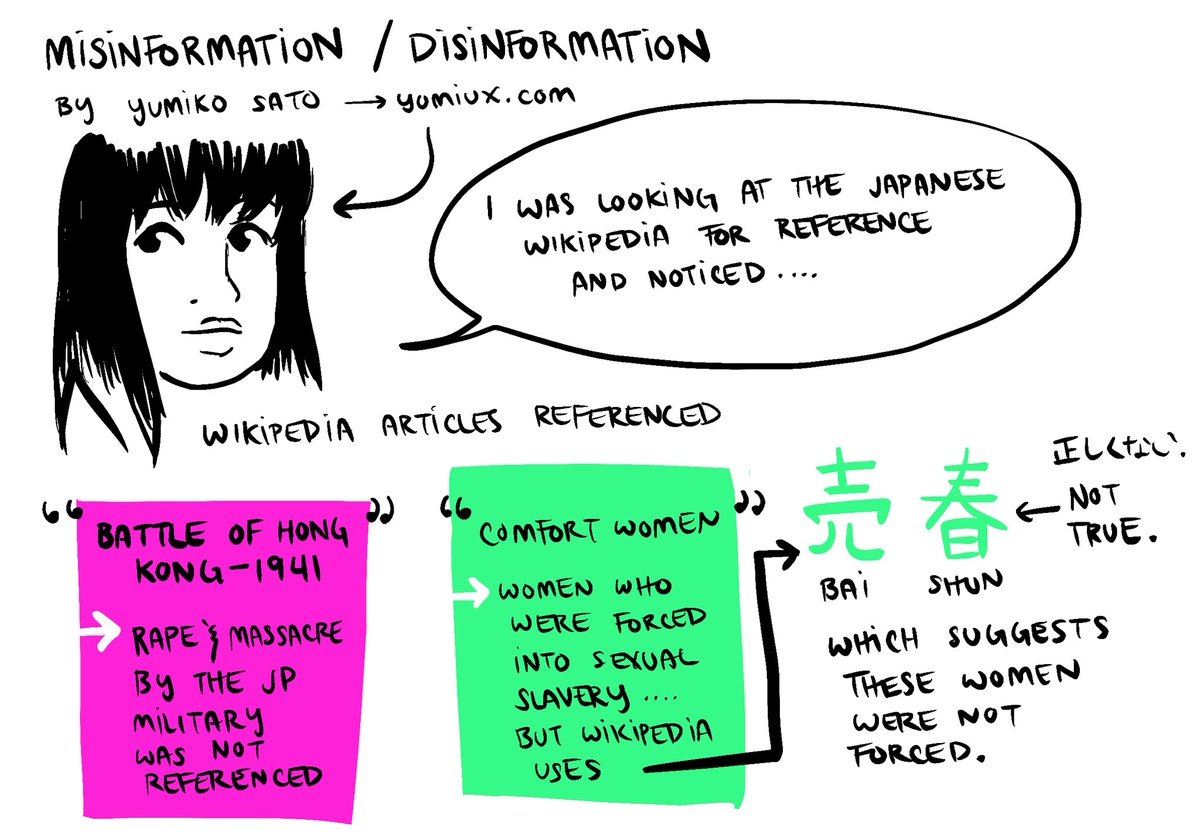 MISINFORMATION / DISINFORMATION
BY YUMIKO SATO → yumiux.com
I WAS LOOKING AT THE JAPANESE
WIKIPEDIA FOR REFERENCE
AND NOTICED ....
WIKIPEDIA ARTICLES REFERENCED
“BATTLE OF HONG
KONG - 1941”
→ RAPE & MASSACRE
BY THE JP
MILITARY
WAS NOT
REFERENCED
“COMFORT WOMEN”
→ WOMEN WHO
WERE FORCED
INTO SEXUAL
SLAVERY ....
BUT WIKIPEDIA
USES →
売春
BAI SHUN
← 正しくない.
NOT
TRUE.
WHICH SUGGESTS
THESE WOMEN
WERE NOT
FORCED.